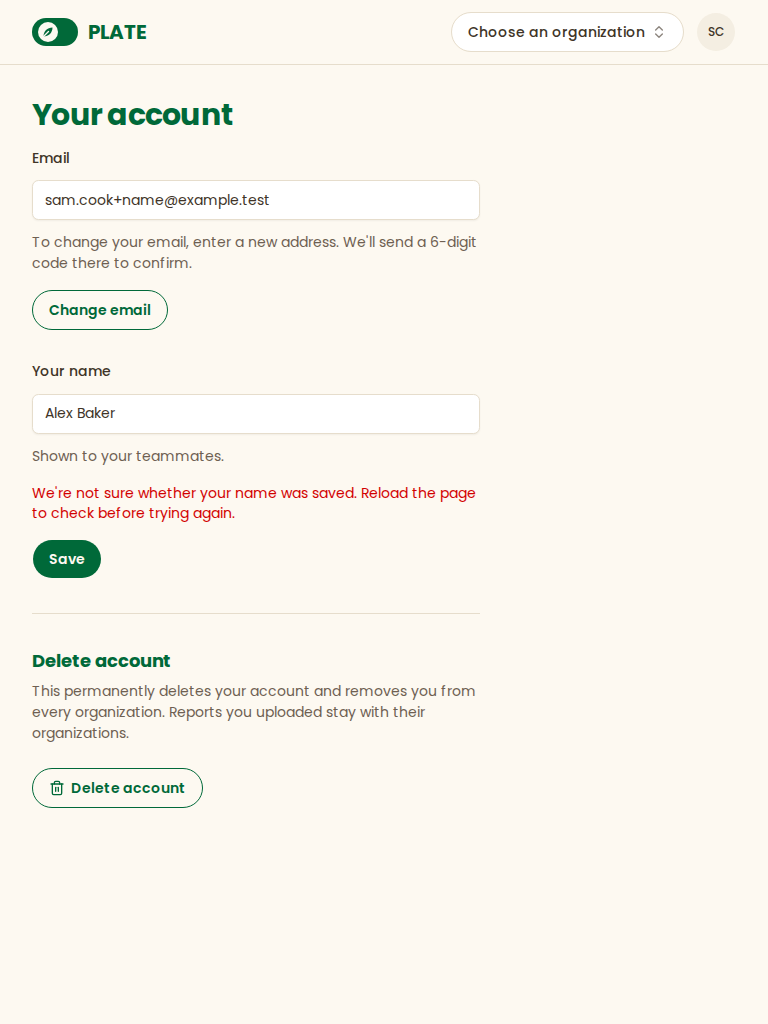 PLATE
Choose an organization
SC
Your account
Email
sam.cook+name@example.test
To change your email, enter a new address. We'll send a 6-digit
code there to confirm.
Change email
Your name
Alex Baker
Shown to your teammates.
We're not sure whether your name was saved. Reload the page
to check before trying again.
Save
Delete account
This permanently deletes your account and removes you from
every organization. Reports you uploaded stay with their
organizations.
Delete account